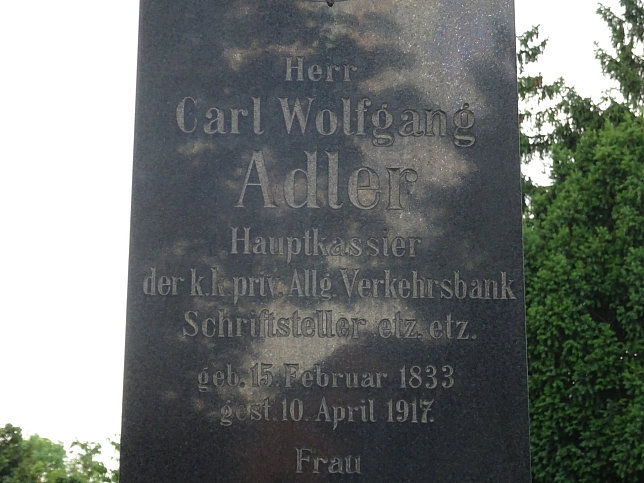 Herr
Carl Wolfgang
Adler
Hauptkassier
der k.k. priv. Allg Verkehrsbank
Schriftsteller etz. etz.
geb. 15. Februar 1833
gest. 10. April 1917.
Frau